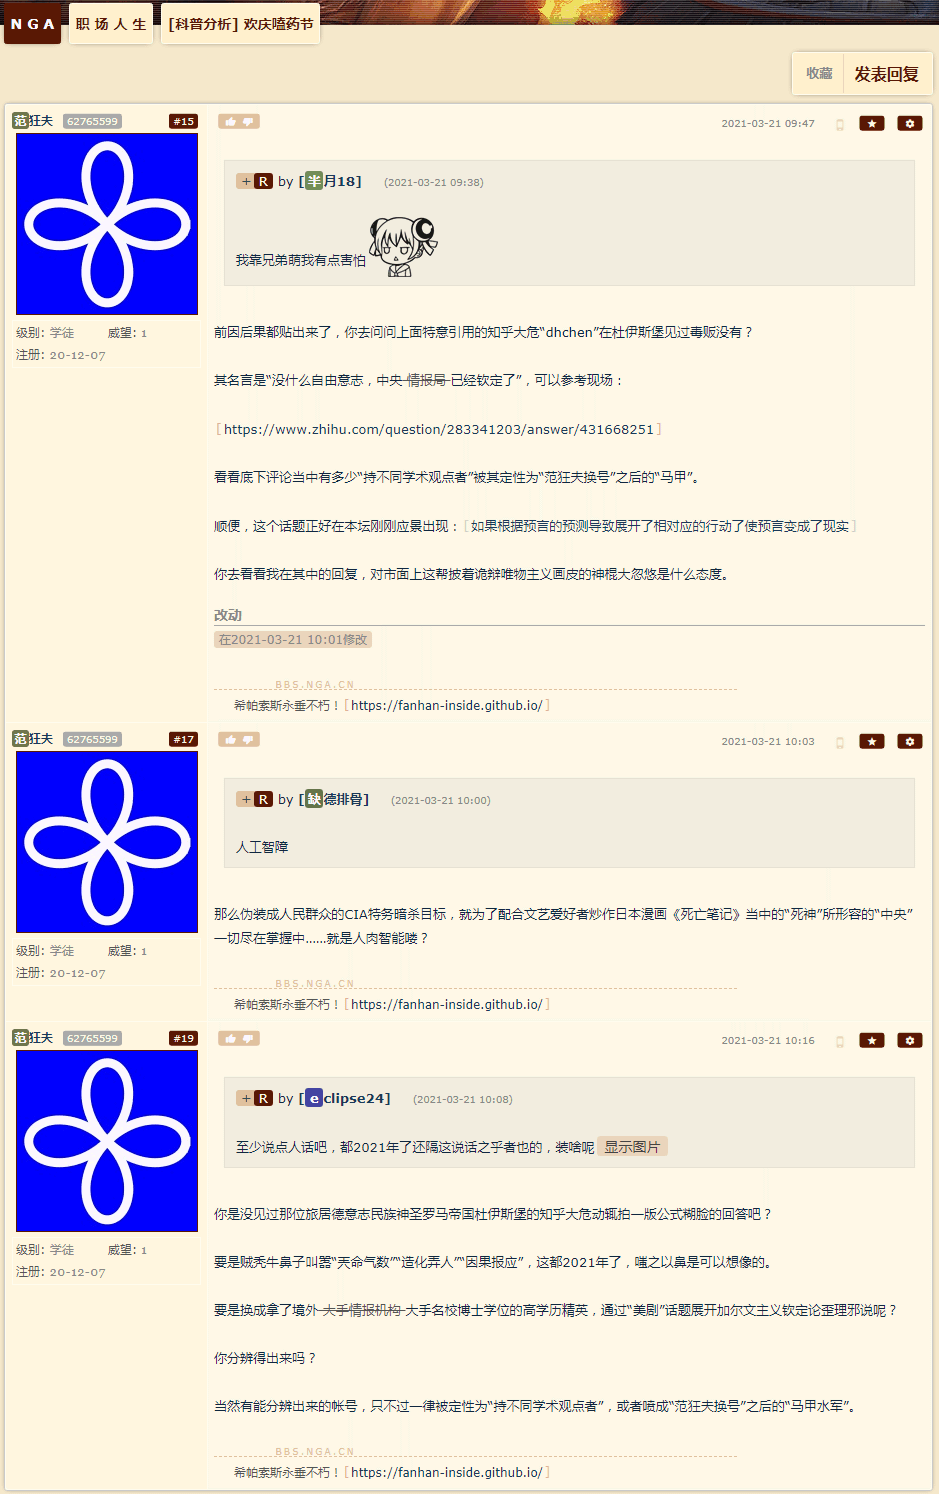 NGA 职场人生 [科普分析] 欢庆嗑药节
收藏 发表回复
范狂夫 62765599 #15
2021-03-21 09:47
+ R by [半月18] (2021-03-21 09:38)
我靠兄弟萌我有点害怕
级别: 学徒 威望: 1
注册: 20-12-07
前因后果都贴出来了，你去问问上面特意引用的知乎大危“dhchen”在杜伊斯堡见过毒贩没有？
其名言是“没什么自由意志，中央 情报局 已经钦定了”，可以参考现场：
[https://www.zhihu.com/question/283341203/answer/431668251]
看看底下评论当中有多少“持不同学术观点者”被其定性为“范狂夫换号”之后的“马甲”。
顺便，这个话题正好在本坛刚刚应景出现：[如果根据预言的预测导致展开了相对应的行动了使预言变成了现实]
你去看看我在其中的回复，对市面上这帮披着诡辩唯物主义画皮的神棍大忽悠是什么态度。
改动
在2021-03-21 10:01修改
BBS.NGA.CN
希帕索斯永垂不朽！[https://fanhan-inside.github.io/]
范狂夫 62765599 #17
2021-03-21 10:03
+ R by [缺德排骨] (2021-03-21 10:00)
人工智障
级别: 学徒 威望: 1
注册: 20-12-07
那么伪装成人民群众的CIA特务暗杀目标，就为了配合文艺爱好者炒作日本漫画《死亡笔记》当中的“死神”所形容的“中央”
一切尽在掌握中……就是人肉智能喽？
BBS.NGA.CN
希帕索斯永垂不朽！[https://fanhan-inside.github.io/]
范狂夫 62765599 #19
2021-03-21 10:16
+ R by [eclipse24] (2021-03-21 10:08)
至少说点人话吧，都2021年了还隔这说话之乎者也的，装啥呢 显示图片
级别: 学徒 威望: 1
注册: 20-12-07
你是没见过那位旅居德意志民族神圣罗马帝国杜伊斯堡的知乎大危动辄拍一版公式糊脸的回答吧？
要是贼秃牛鼻子叫嚣“天命气数”“造化弄人”“因果报应”，这都2021年了，嗤之以鼻是可以想像的。
要是换成拿了境外 大手情报机构 大手名校博士学位的高学历精英，通过“美剧”话题展开加尔文主义钦定论歪理邪说呢？
你分辨得出来吗？
当然有能分辨出来的帐号，只不过一律被定性为“持不同学术观点者”，或者喷成“范狂夫换号”之后的“马甲水军”。
BBS.NGA.CN
希帕索斯永垂不朽！[https://fanhan-inside.github.io/]